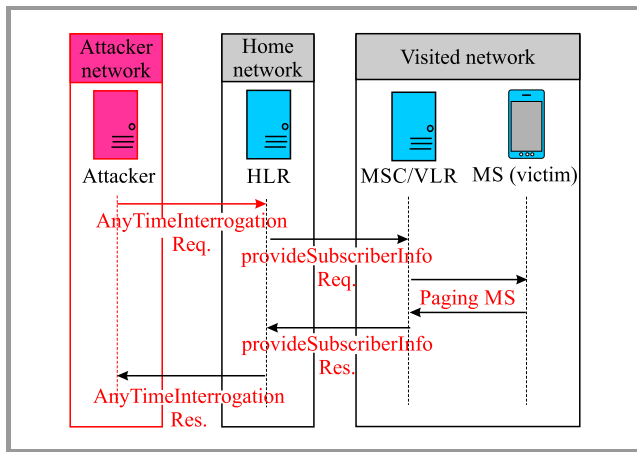 Attacker
network
Home
network
Visited network
Attacker
HLR
MSC/VLR
MS (victim)
AnyTimeInterrogation
Req.
provideSubscriberInfo
Req.
Paging MS
provideSubscriberInfo
Res.
AnyTimeInterrogation
Res.